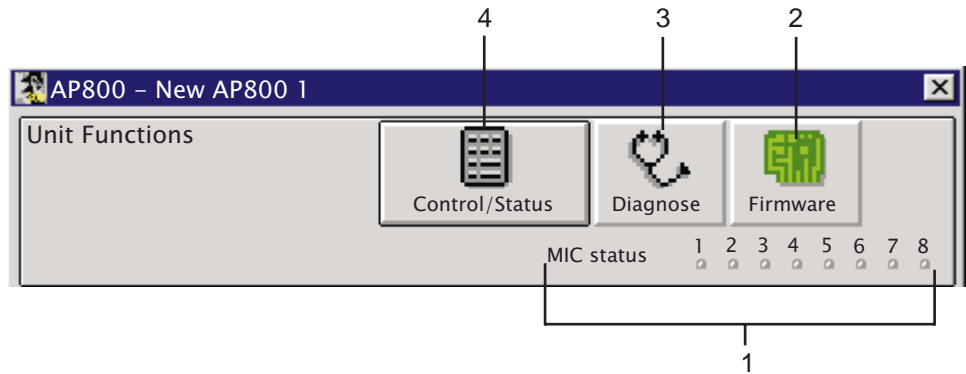 4 3 2
AP800 – New AP800 1
Unit Functions
Control/Status Diagnose Firmware
MIC status 1 2 3 4 5 6 7 8
1